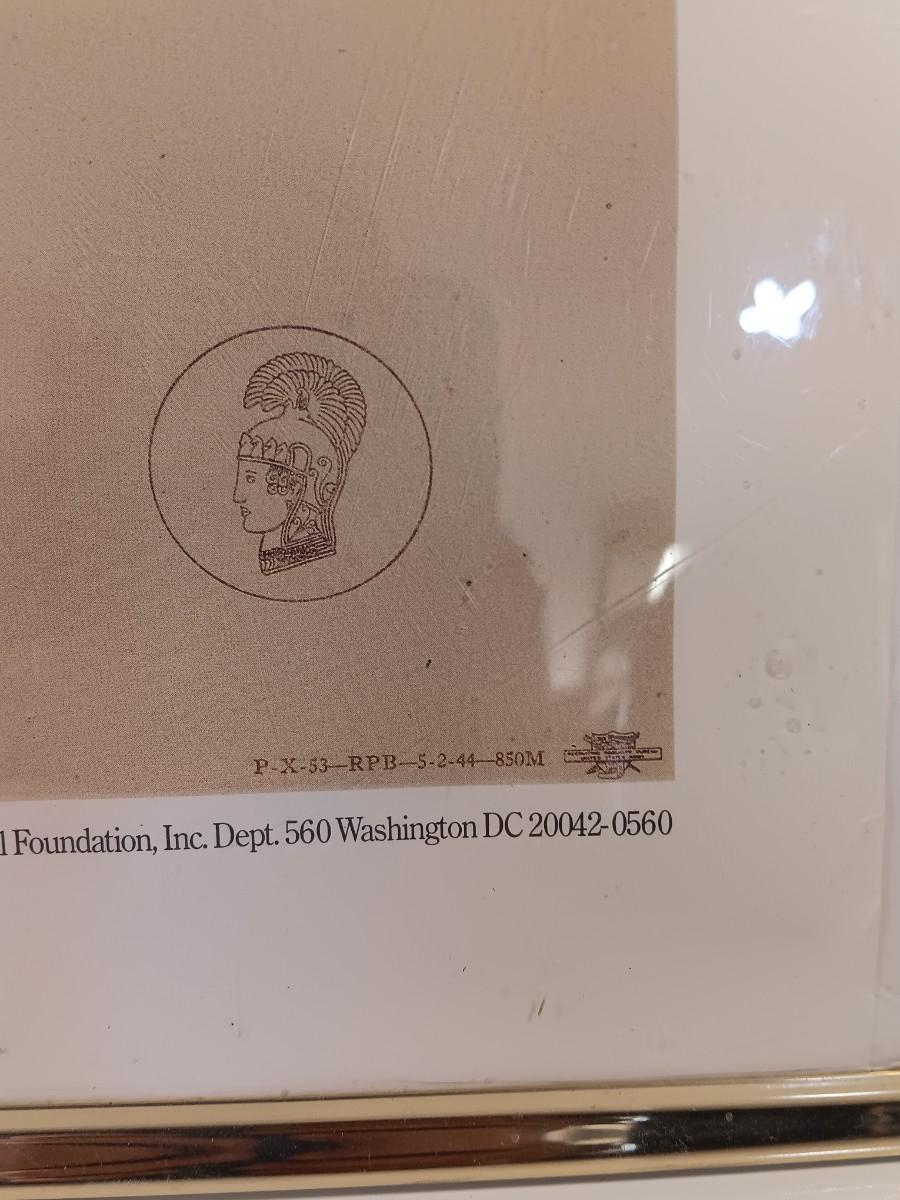 P-X-53—RPB—5-2-44—850M
l Foundation, Inc. Dept. 560 Washington DC 20042-0560